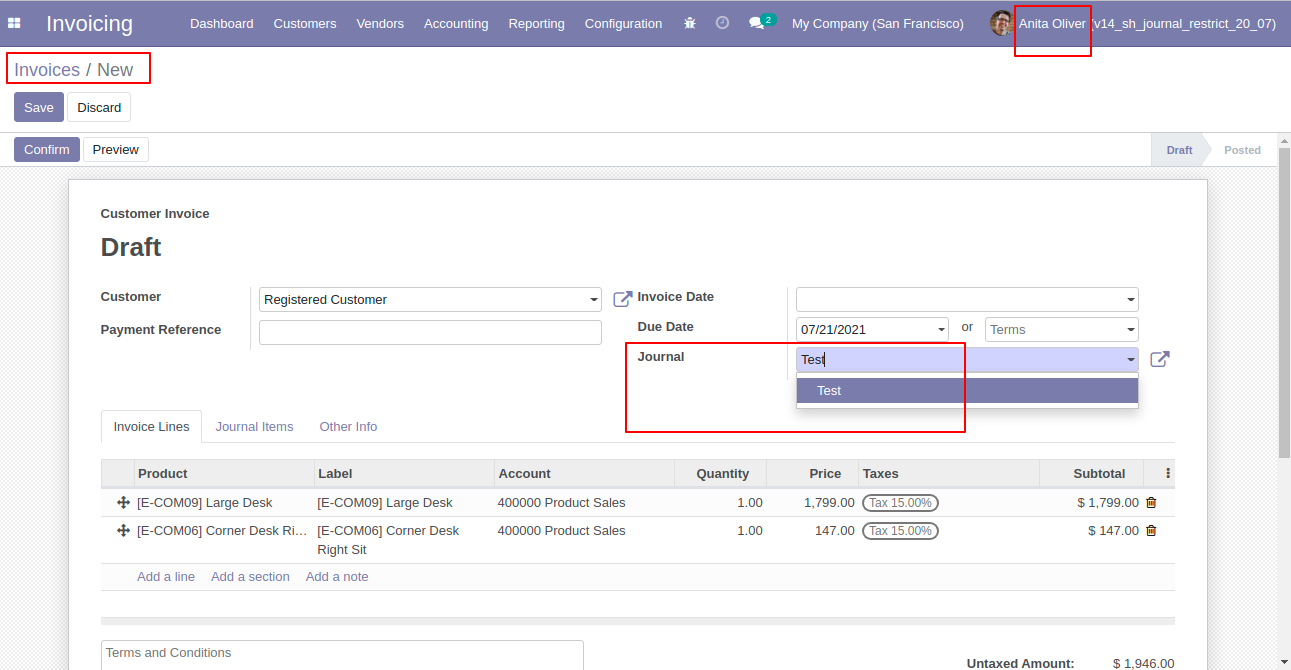 Invoicing Dashboard Customers Vendors Accounting Reporting Configuration 2 My Company (San Francisco) Anita Oliver (v14_sh_journal_restrict_20_07)
Invoices / New
Save Discard
Confirm Preview Draft Posted
Customer Invoice
Draft
Customer Registered Customer Invoice Date
Payment Reference Due Date 07/21/2021 or Terms
Journal Test
Test
Invoice Lines Journal Items Other Info
Product Label Account Quantity Price Taxes Subtotal
[E-COM09] Large Desk [E-COM09] Large Desk 400000 Product Sales 1.00 1,799.00 Tax 15.00% $ 1,799.00
[E-COM06] Corner Desk Ri... [E-COM06] Corner Desk 400000 Product Sales 1.00 147.00 Tax 15.00% $ 147.00
Right Sit
Add a line Add a section Add a note
Terms and Conditions
Untaxed Amount: $ 1,946.00